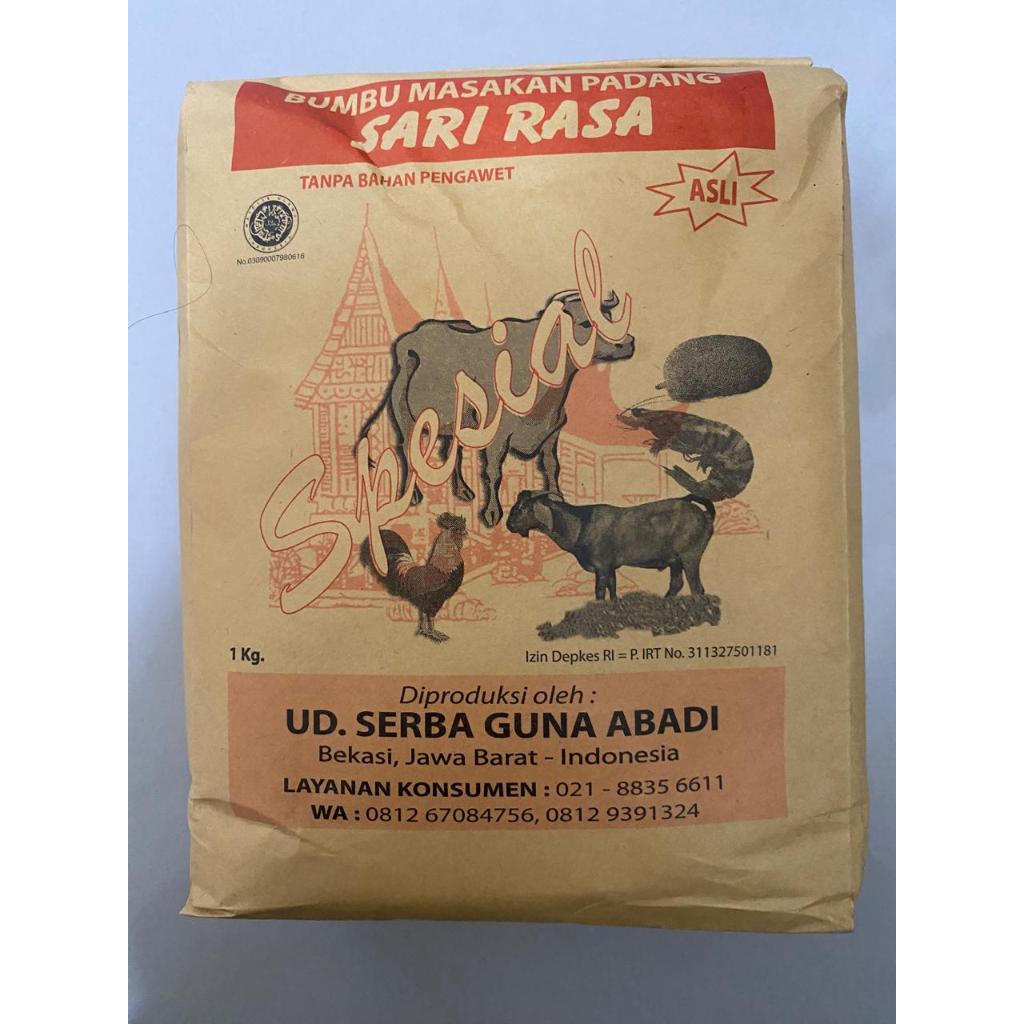 BUMBU MASAKAN PADANG
SARI RASA
TANPA BAHAN PENGAWET
ASLI
No.03090007980616
Spesial
1 Kg.
Izin Depkes RI = P. IRT No. 311327501181
Diproduksi oleh :
UD. SERBA GUNA ABADI
Bekasi, Jawa Barat - Indonesia
LAYANAN KONSUMEN : 021 - 8835 6611
WA : 0812 67084756, 0812 9391324